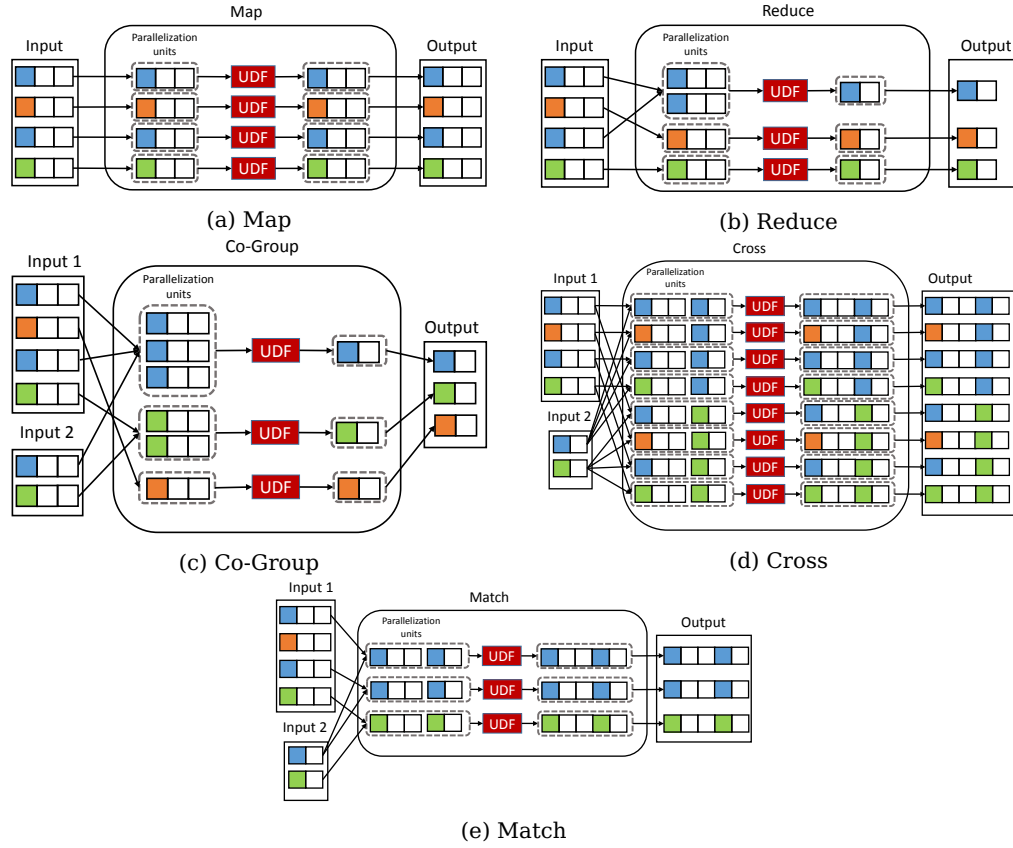 Map
Input
Parallelization
units
Output
UDF
UDF
UDF
UDF
(a) Map
Reduce
Input
Parallelization
units
Output
UDF
UDF
UDF
(b) Reduce
Co-Group
Input 1
Parallelization
units
Output
UDF
UDF
Input 2
UDF
(c) Co-Group
Cross
Input 1
Parallelization
units
Output
UDF
UDF
UDF
UDF
Input 2
UDF
UDF
UDF
UDF
(d) Cross
Input 1
Match
Parallelization
units
Output
UDF
UDF
UDF
Input 2
(e) Match